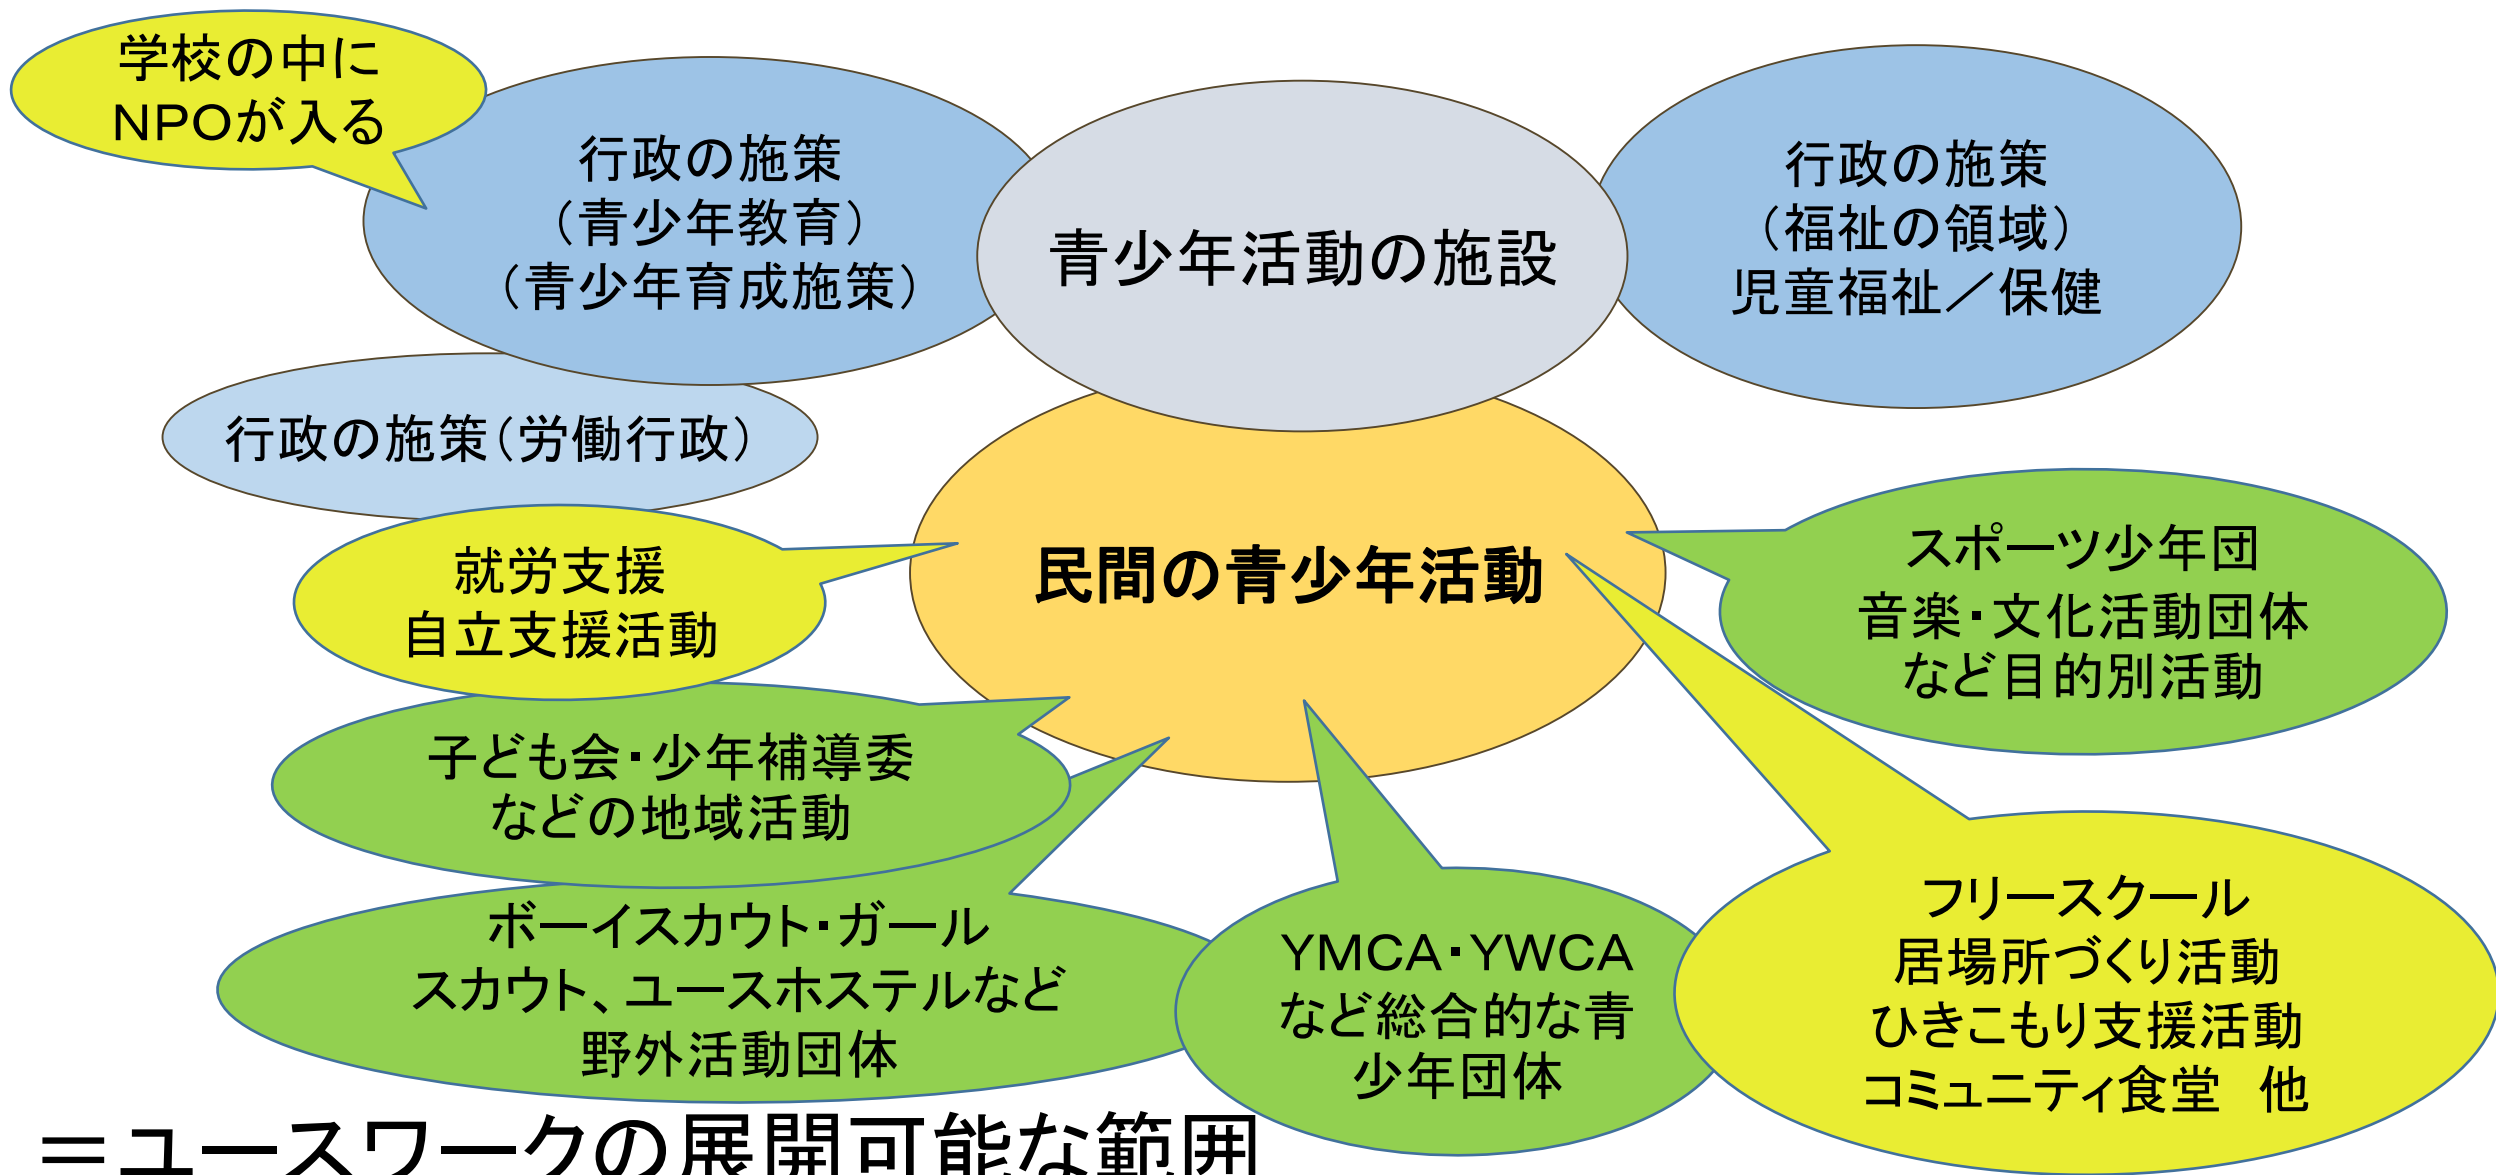 学校の中に
NPOが入る
行政の施策
（青少年教育）
（青少年育成施策）
青少年活動の施設
行政の施策
（福祉の領域）
児童福祉／保健
行政の施策(労働行政)
就労支援
自立支援活動
民間の青少年活動
スポーツ少年団
音楽・文化活動団体
など目的別活動
子ども会・少年補導委
などの地域活動
ボーイスカウト・ガール
スカウト、ユースホステルなど
野外活動団体
YMCA・YWCA
など総合的な青
少年団体
フリースクール
居場所づくり活動
女こども支援活動
コミュニティ食堂　他
＝ユースワークの展開可能な範囲